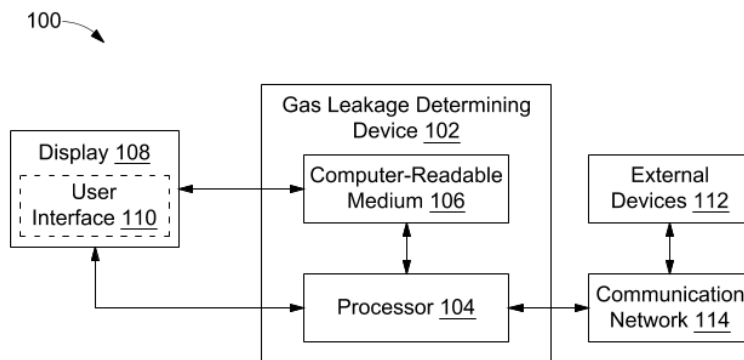 100
Gas Leakage Determining
Device 102
Display 108
User
Interface 110
Computer-Readable
Medium 106
External
Devices 112
Processor 104
Communication
Network 114